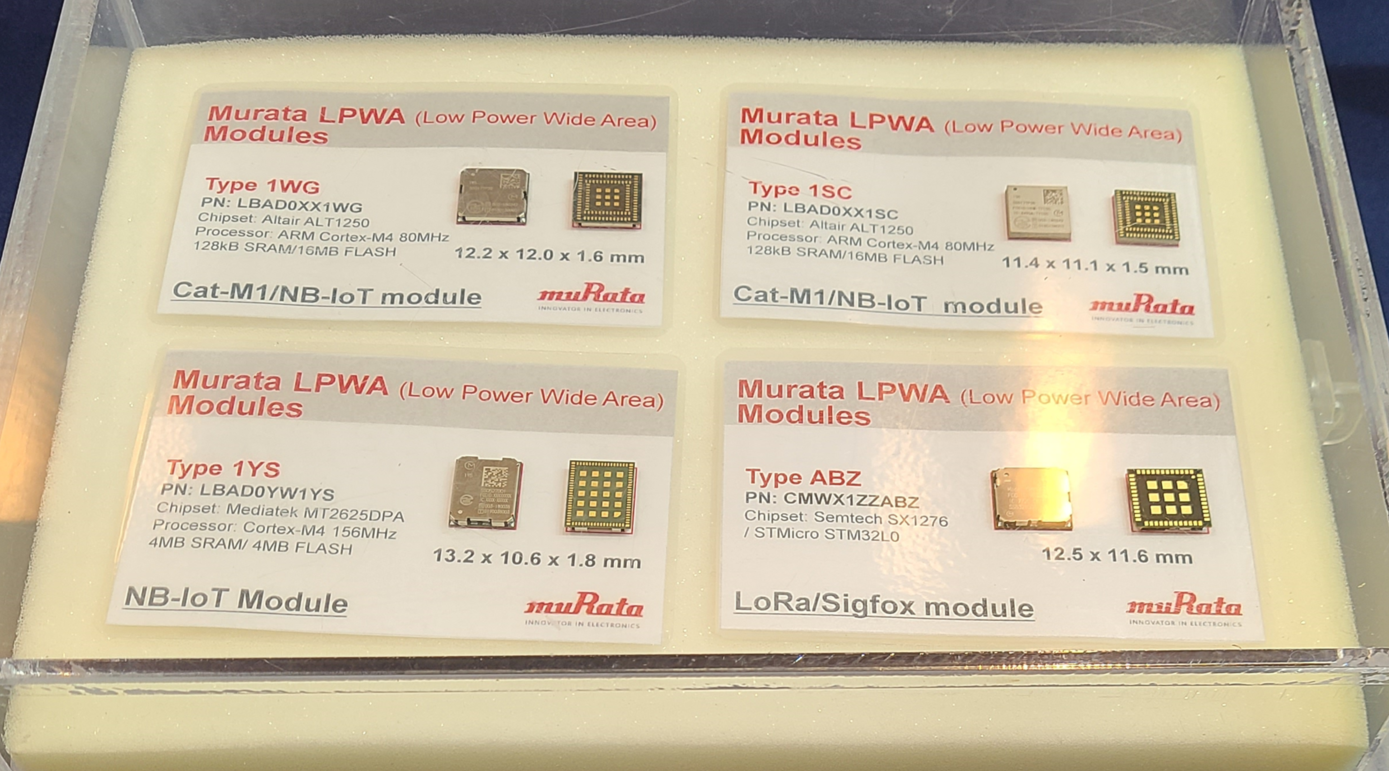 Murata LPWA (Low Power Wide Area)
Modules
Type 1WG
PN: LBAD0XX1WG
Chipset: Altair ALT1250
Processor: ARM Cortex-M4 80MHz
128kB SRAM/16MB FLASH
12.2 x 12.0 x 1.6 mm
Cat-M1/NB-IoT module
muRata
INNOVATOR IN ELECTRONICS
Murata LPWA (Low Power Wide Area)
Modules
Type 1SC
PN: LBAD0XX1SC
Chipset: Altair ALT1250
Processor: ARM Cortex-M4 80MHz
128kB SRAM/16MB FLASH
11.4 x 11.1 x 1.5 mm
Cat-M1/NB-IoT module
muRata
INNOVATOR IN ELECTRONICS
Murata LPWA (Low Power Wide Area)
Modules
Type 1YS
PN: LBAD0YW1YS
Chipset: Mediatek MT2625DPA
Processor: Cortex-M4 156MHz
4MB SRAM/ 4MB FLASH
13.2 x 10.6 x 1.8 mm
NB-IoT Module
muRata
INNOVATOR IN ELECTRONICS
Murata LPWA (Low Power Wide Area)
Modules
Type ABZ
PN: CMWX1ZZABZ
Chipset: Semtech SX1276
/ STMicro STM32L0
12.5 x 11.6 mm
LoRa/Sigfox module
muRata
INNOVATOR IN ELECTRONICS